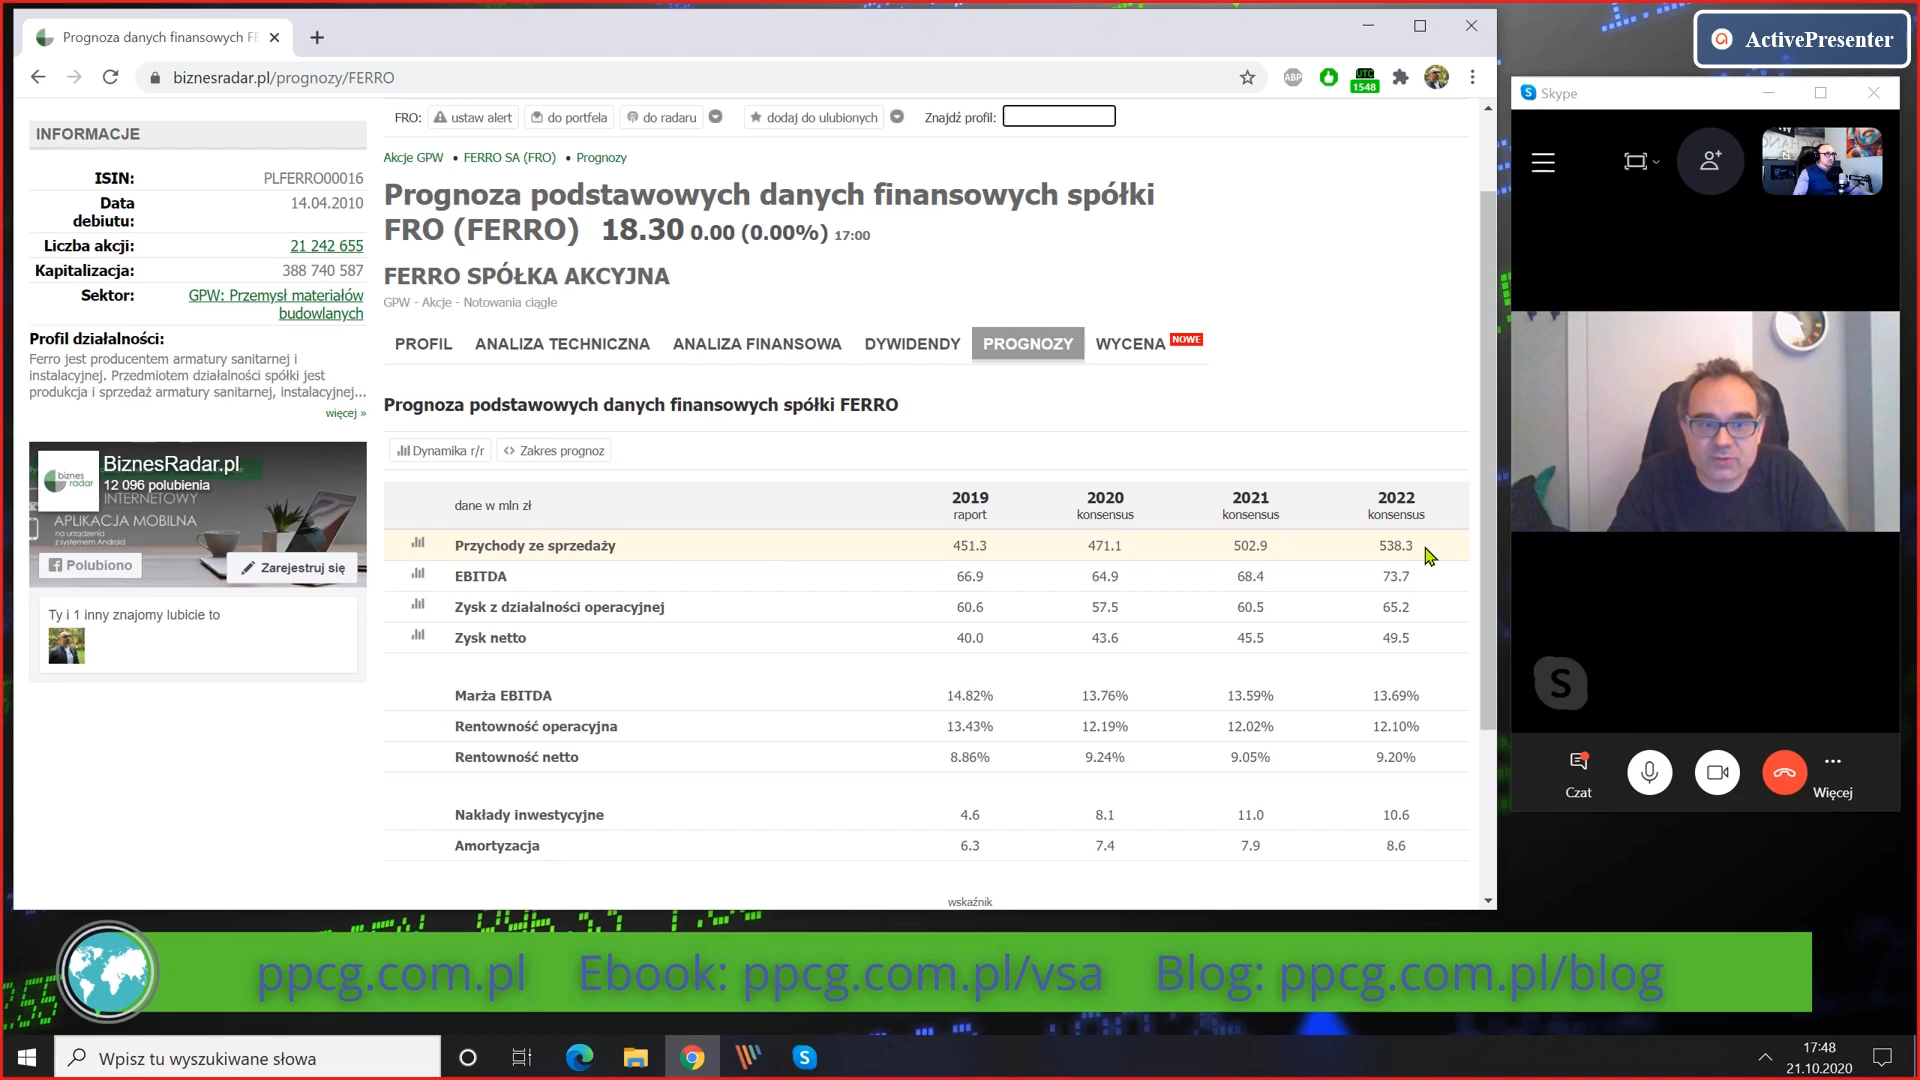 Prognoza danych finansowych FE
biznesradar.pl/prognozy/FERRO
ABP
UTC
1548
ActivePresenter
INFORMACJE
ISIN: PLFERRO00016
Data debiutu: 14.04.2010
Liczba akcji: 21 242 655
Kapitalizacja: 388 740 587
Sektor: GPW: Przemysł materiałów
budowlanych
Profil działalności:
Ferro jest producentem armatury sanitarnej i
instalacyjnej. Przedmiotem działalności spółki jest
produkcja i sprzedaż armatury sanitarnej, instalacyjnej...
więcej »
biznes
radar
BiznesRadar.pl
12 096 polubienia
INTERNETOWY
APLIKACJA MOBILNA
na urządzenia
z systemem Android
Polubiono
Zarejestruj się
Ty i 1 inny znajomy lubicie to
FRO: ustaw alert do portfela do radaru dodaj do ulubionych Znajdź profil:
Akcje GPW • FERRO SA (FRO) • Prognozy
Prognoza podstawowych danych finansowych spółki
FRO (FERRO) 18.30 0.00 (0.00%) 17:00
FERRO SPÓŁKA AKCYJNA
GPW - Akcje - Notowania ciągłe
PROFIL ANALIZA TECHNICZNA ANALIZA FINANSOWA DYWIDENDY PROGNOZY WYCENA NOWE
Prognoza podstawowych danych finansowych spółki FERRO
Dynamika r/r Zakres prognoz
dane w mln zł 2019 raport 2020 konsensus 2021 konsensus 2022 konsensus
Przychody ze sprzedaży 451.3 471.1 502.9 538.3
EBITDA 66.9 64.9 68.4 73.7
Zysk z działalności operacyjnej 60.6 57.5 60.5 65.2
Zysk netto 40.0 43.6 45.5 49.5
Marża EBITDA 14.82% 13.76% 13.59% 13.69%
Rentowność operacyjna 13.43% 12.19% 12.02% 12.10%
Rentowność netto 8.86% 9.24% 9.05% 9.20%
Nakłady inwestycyjne 4.6 8.1 11.0 10.6
Amortyzacja 6.3 7.4 7.9 8.6
wskaźnik
Skype
Czat
Więcej
ppcg.com.pl Ebook: ppcg.com.pl/vsa Blog: ppcg.com.pl/blog
Wpisz tu wyszukiwane słowa
17:48
21.10.2020